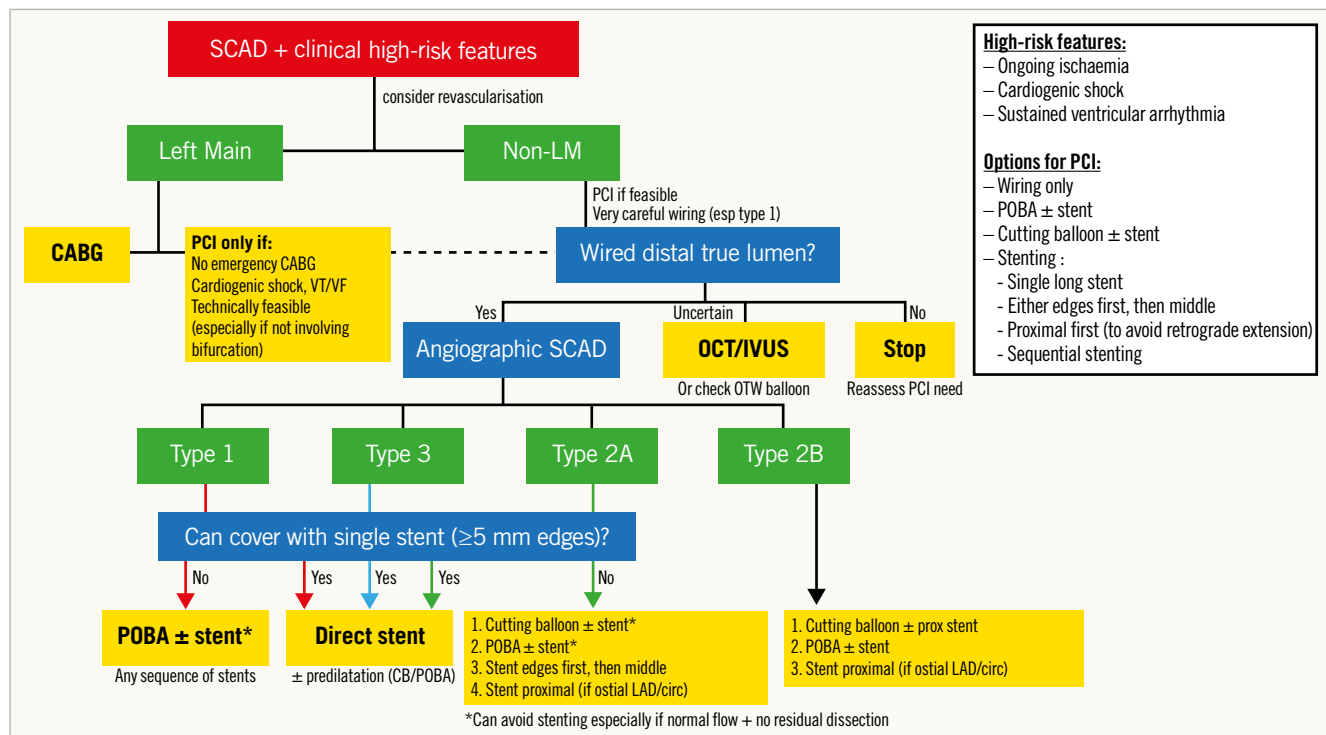 SCAD + clinical high-risk features
consider revascularisation
Left Main
Non-LM
PCI if feasible
Very careful wiring (esp type 1)
CABG
PCI only if:
No emergency CABG
Cardiogenic shock, VT/VF
Technically feasible
(especially if not involving
bifurcation)
Wired distal true lumen?
Yes
Uncertain
No
Angiographic SCAD
OCT/IVUS
Or check OTW balloon
Stop
Reassess PCI need
Type 1
Type 3
Type 2A
Type 2B
Can cover with single stent (≥5 mm edges)?
No
Yes
Yes
Yes
No
POBA ± stent*
Any sequence of stents
Direct stent
± predilatation (CB/POBA)
1. Cutting balloon ± stent*
2. POBA ± stent*
3. Stent edges first, then middle
4. Stent proximal (if ostial LAD/circ)
1. Cutting balloon ± prox stent
2. POBA ± stent
3. Stent proximal (if ostial LAD/circ)
*Can avoid stenting especially if normal flow + no residual dissection
High-risk features:
– Ongoing ischaemia
– Cardiogenic shock
– Sustained ventricular arrhythmia
Options for PCI:
– Wiring only
– POBA ± stent
– Cutting balloon ± stent
– Stenting :
- Single long stent
- Either edges first, then middle
- Proximal first (to avoid retrograde extension)
- Sequential stenting